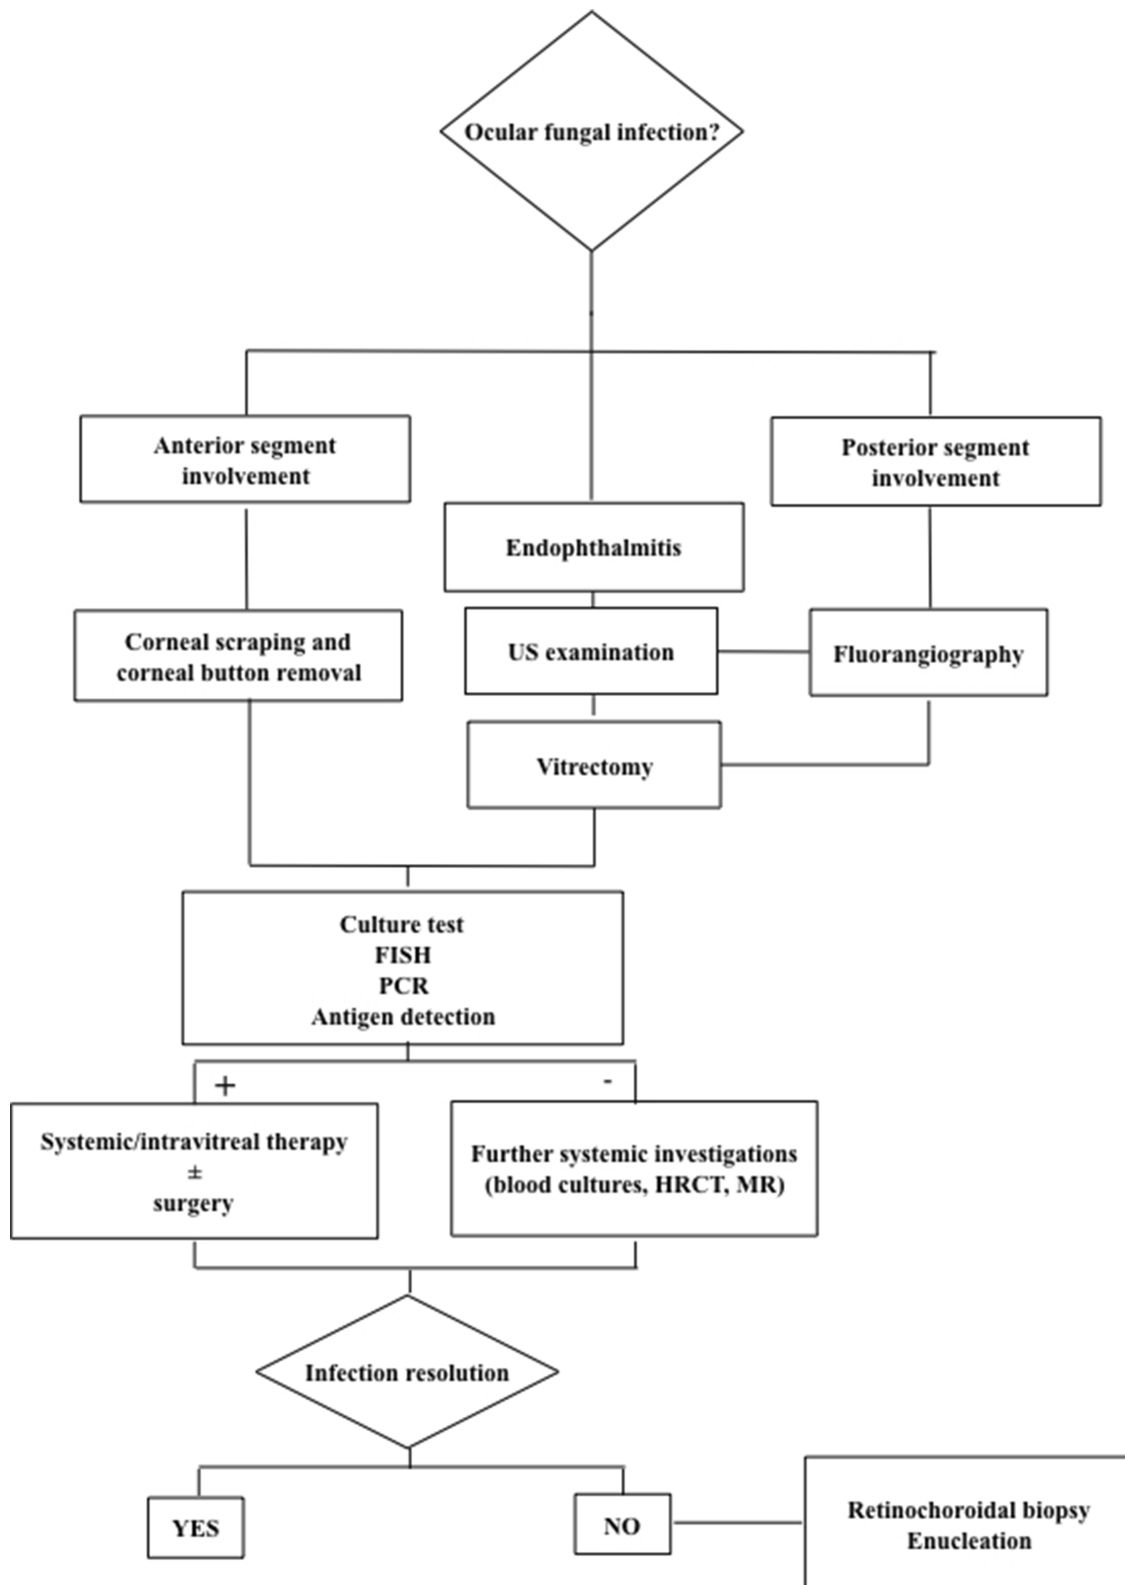 Ocular fungal infection?
Anterior segment
involvement
Posterior segment
involvement
Endophthalmitis
Corneal scraping and
corneal button removal
US examination
Fluorangiography
Vitrectomy
Culture test
FISH
PCR
Antigen detection
+
-
Systemic/intravitreal therapy
±
surgery
Further systemic investigations
(blood cultures, HRCT, MR)
Infection resolution
YES
NO
Retinochoroidal biopsy
Enucleation